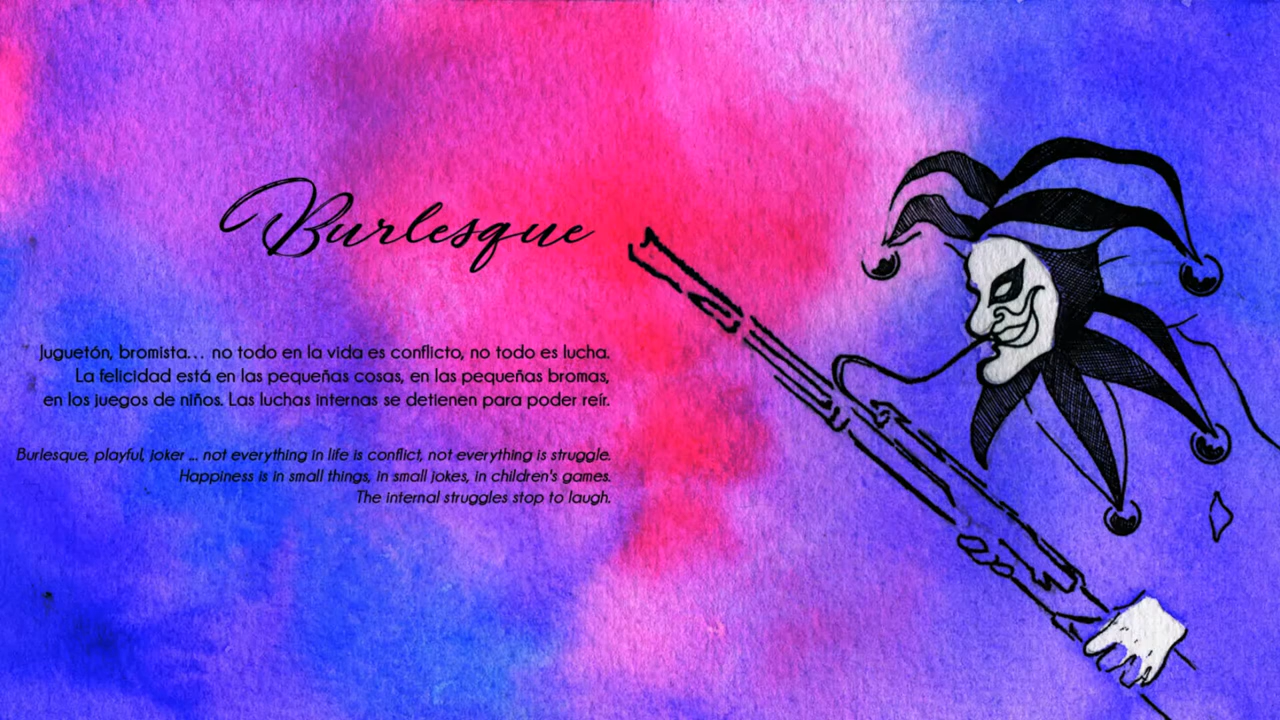 Burlesque
Juguetón, bromista... no todo en la vida es conflicto, no todo es lucha.
La felicidad está en las pequeñas cosas, en las pequeñas bromas,
en los juegos de niños. Las luchas internas se detienen para poder reír.
Burlesque, playful, joker ... not everything in life is conflict, not everything is struggle.
Happiness is in small things, in small jokes, in children's games.
The internal struggles stop to laugh.